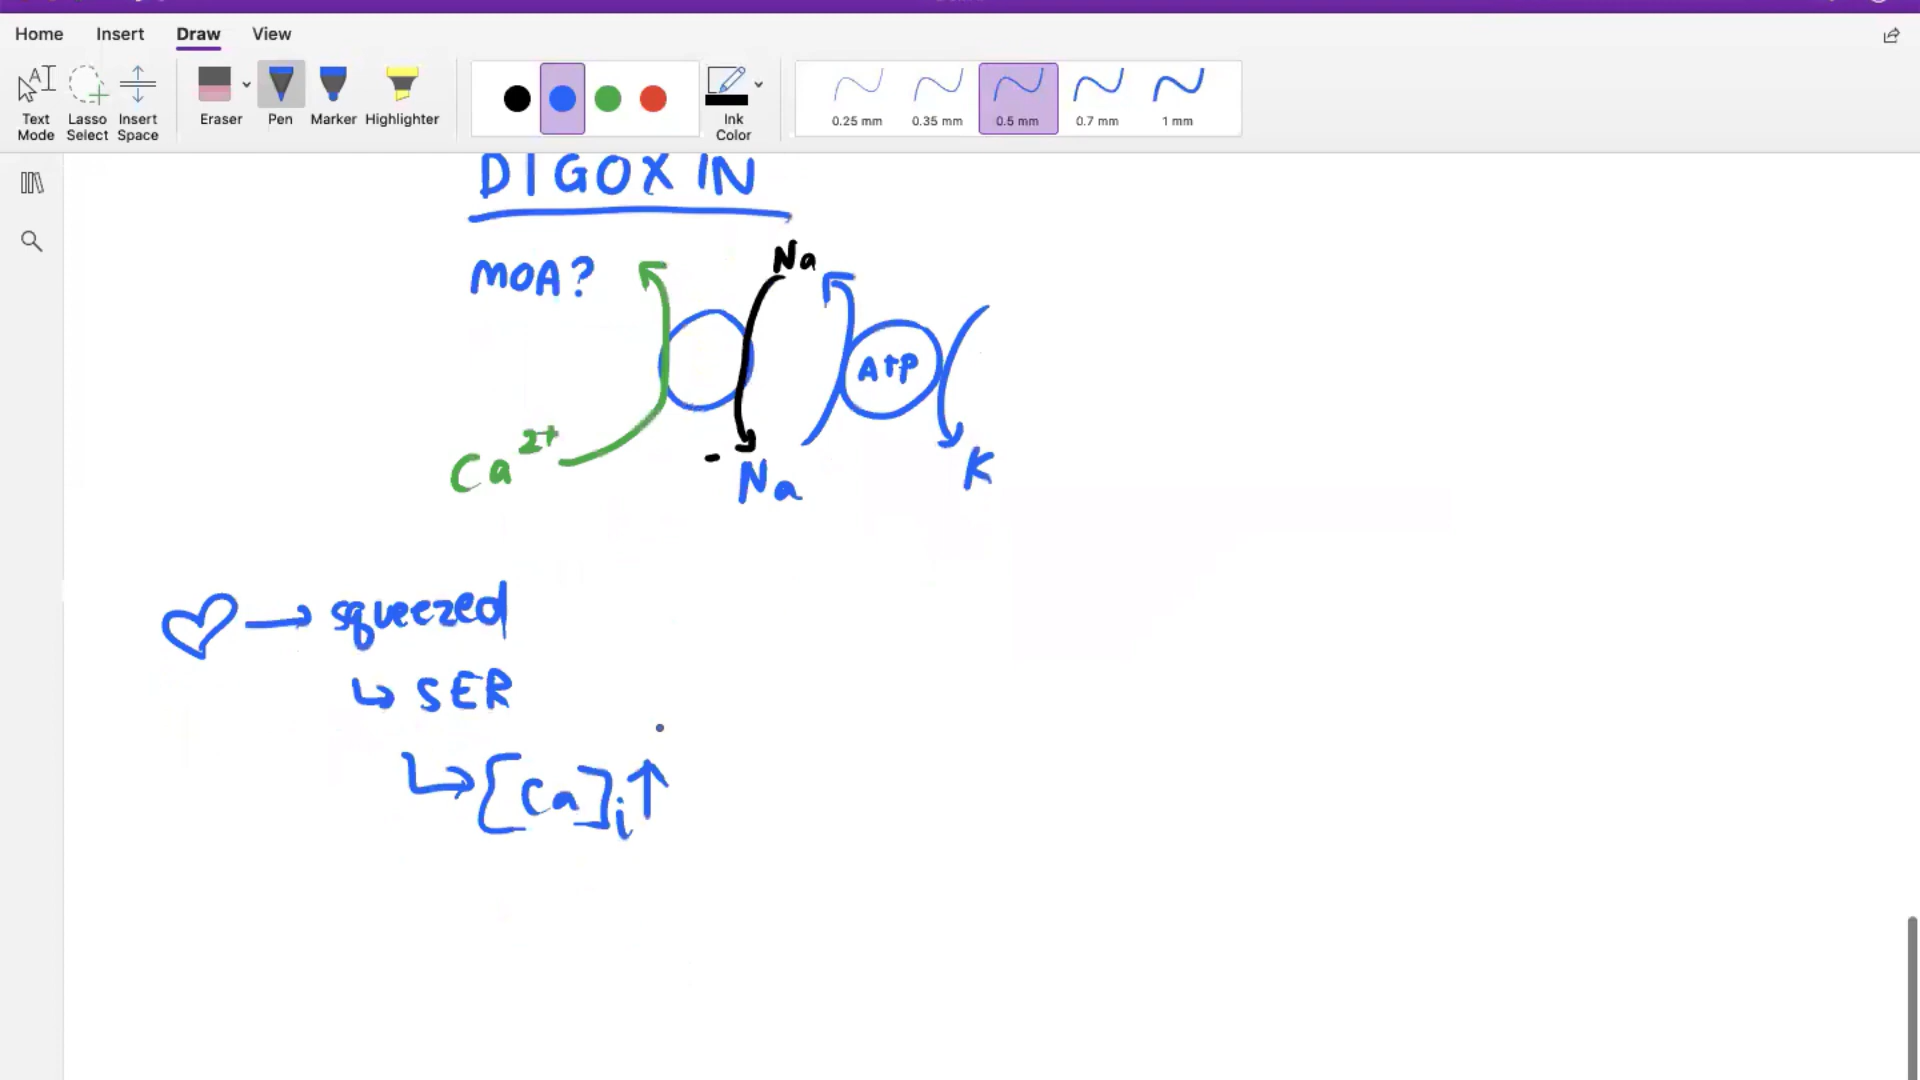 Home Insert Draw View
Text Mode
Lasso Select
Insert Space
Eraser
Pen
Marker
Highlighter
Ink Color
0.25 mm
0.35 mm
0.5 mm
0.7 mm
1 mm
DIGOXIN
MOA?
Na
ATP
Ca2+
- Na
K
→ squeezed
↳ SER
↳ [Ca]i ↑